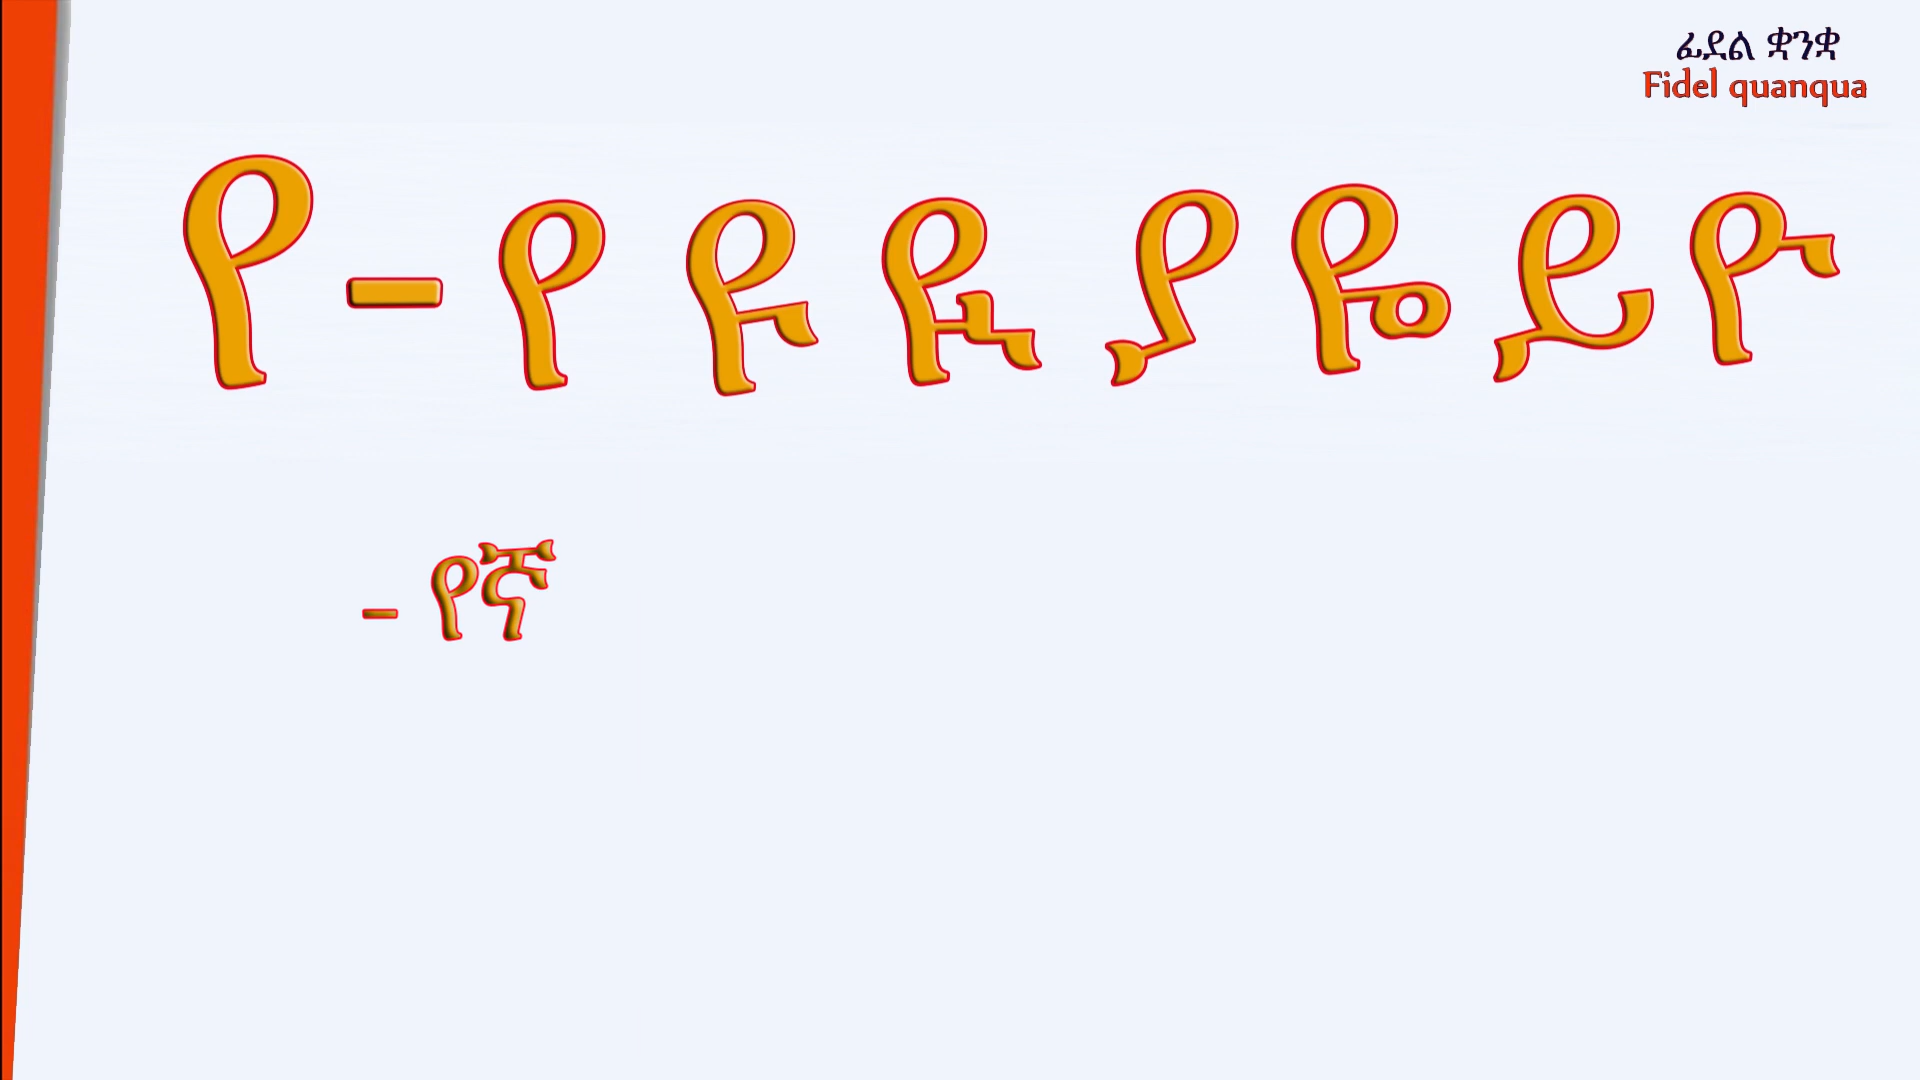 ፊደል ቋንቋ
Fidel quanqua
የ-የ ዩ ዪ ያ ዬ ይ ዮ
- የኛ